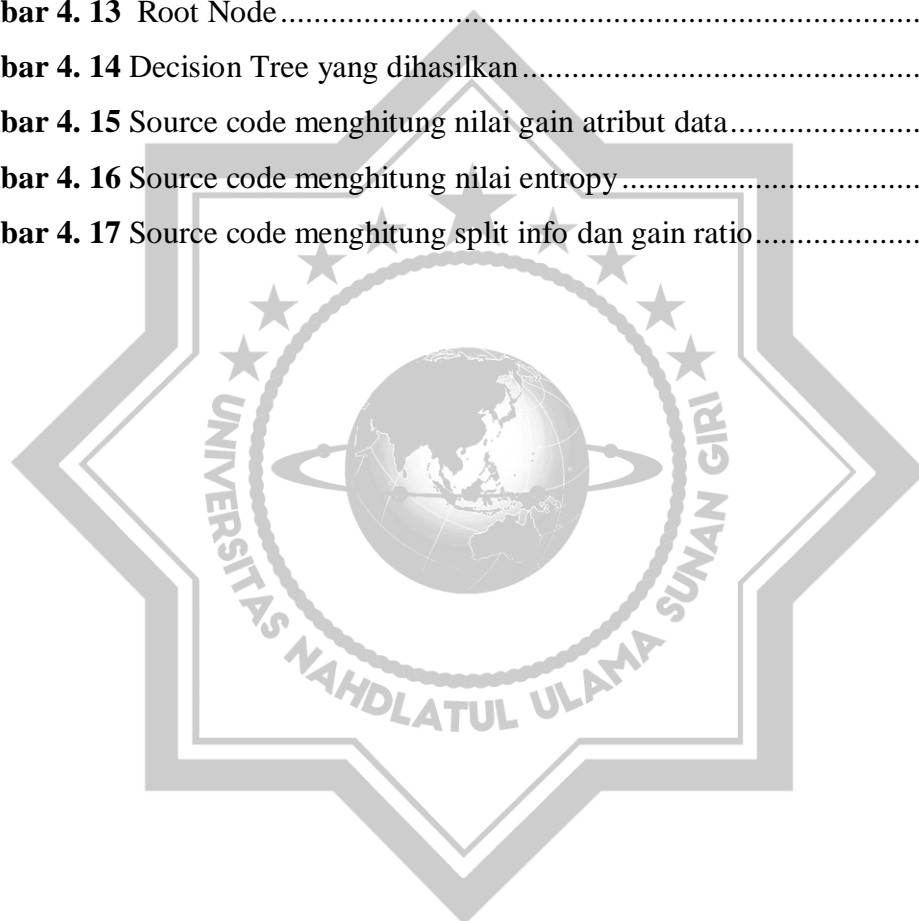 bar 4. 13 Root Node........................................................................
bar 4. 14 Decision Tree yang dihasilkan................................................
bar 4. 15 Source code menghitung nilai gain atribut data.......................
bar 4. 16 Source code menghitung nilai entropy....................................
bar 4. 17 Source code menghitung split info dan gain ratio....................
UNIVERSITAS NAHDLATUL ULAMA SUNAN GIRI